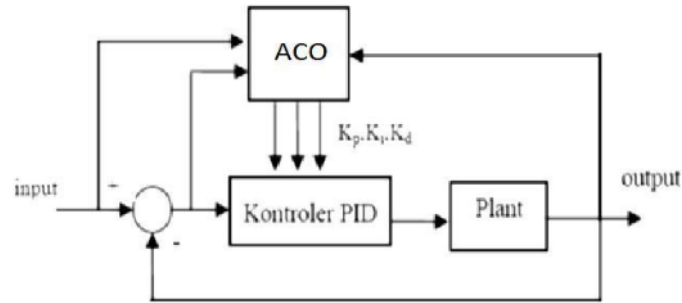 ACO
Kp.Ki.Kd
input
+
-
Kontroler PID
Plant
output